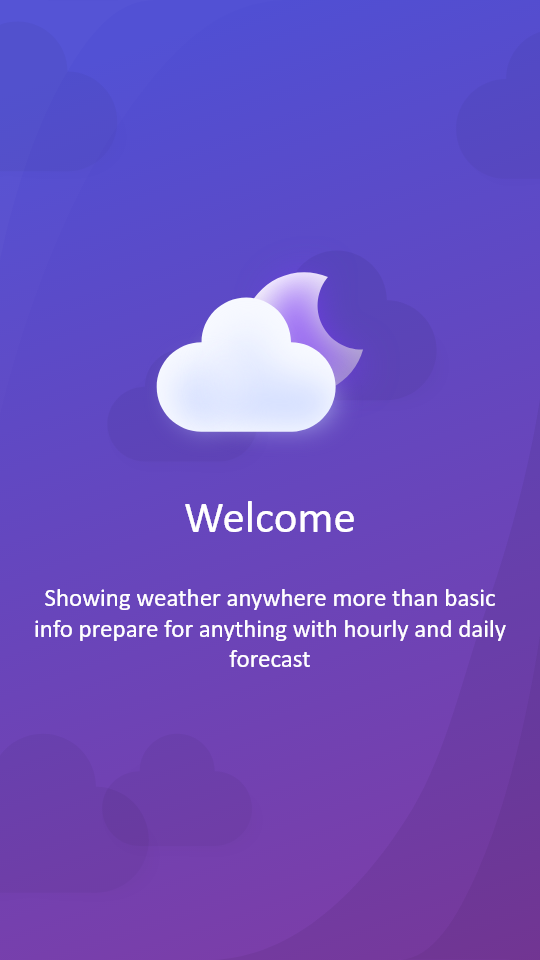 Welcome
Showing weather anywhere more than basic
info prepare for anything with hourly and daily
forecast